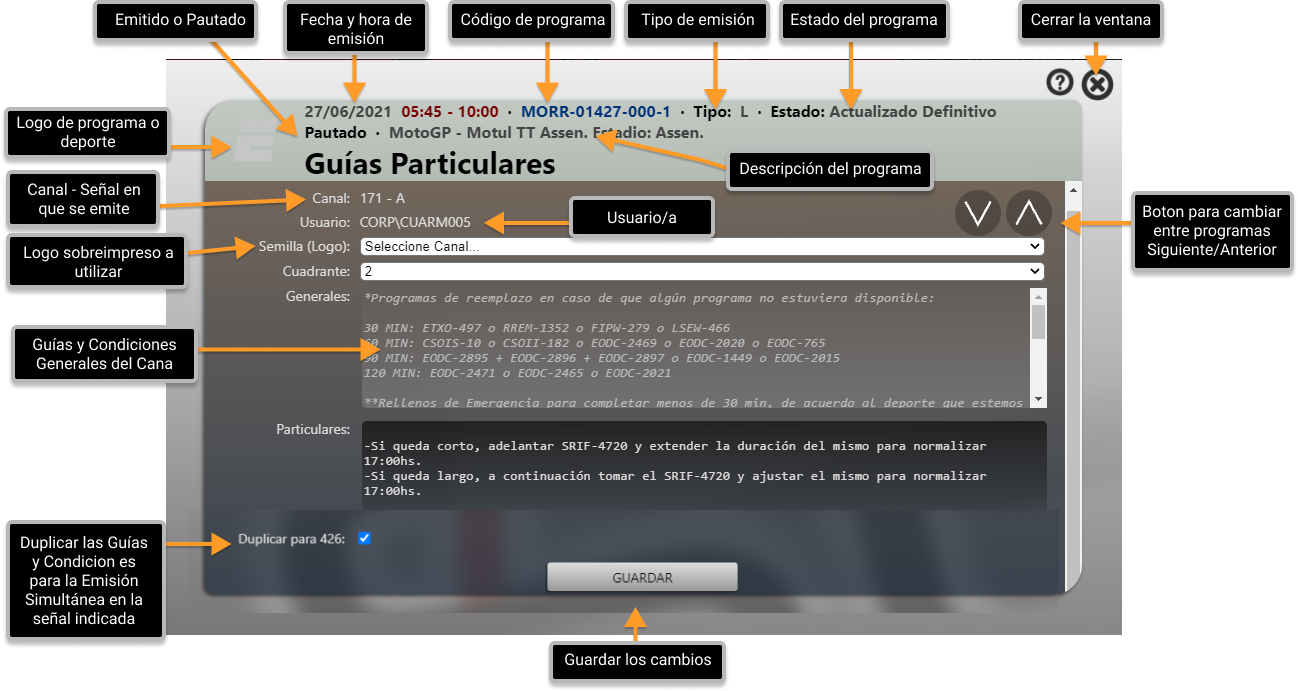 Emitido o Pautado
Fecha y hora de
emisión
Código de programa
Tipo de emisión
Estado del programa
Cerrar la ventana
27/06/2021 05:45 - 10:00 · MORR-01427-000-1 · Tipo: L · Estado: Actualizado Definitivo
Pautado · MotoGP - Motul TT Assen. Estadio: Assen.
Guías Particulares
Logo de programa o
deporte
Descripción del programa
Canal - Señal en
que se emite
Canal: 171 - A
Usuario: CORP\CUARM005
Usuario/a
Boton para cambiar
entre programas
Siguiente/Anterior
Logo sobreimpreso a
utilizar
Semilla (Logo): Seleccione Canal...
Cuadrante: 2
Generales: *Programas de reemplazo en caso de que algún programa no estuviera disponible:
30 MIN: ETXO-497 o RREM-1352 o FIPW-279 o LSEW-466
60 MIN: CSOIS-10 o CSOII-182 o EODC-2469 o EODC-2020 o EODC-765
90 MIN: EODC-2895 + EODC-2896 + EODC-2897 o EODC-1449 o EODC-2015
120 MIN: EODC-2471 o EODC-2465 o EODC-2021
**Rellenos de Emergencia para completar menos de 30 min, de acuerdo al deporte que estemos
Guías y Condiciones
Generales del Cana
Particulares:
-Si queda corto, adelantar SRIF-4720 y extender la duración del mismo para normalizar
17:00hs.
-Si queda largo, a continuación tomar el SRIF-4720 y ajustar el mismo para normalizar
17:00hs.
Duplicar para 426:
Duplicar las Guías
y Condicion es
para la Emisión
Simultánea en la
señal indicada
GUARDAR
Guardar los cambios